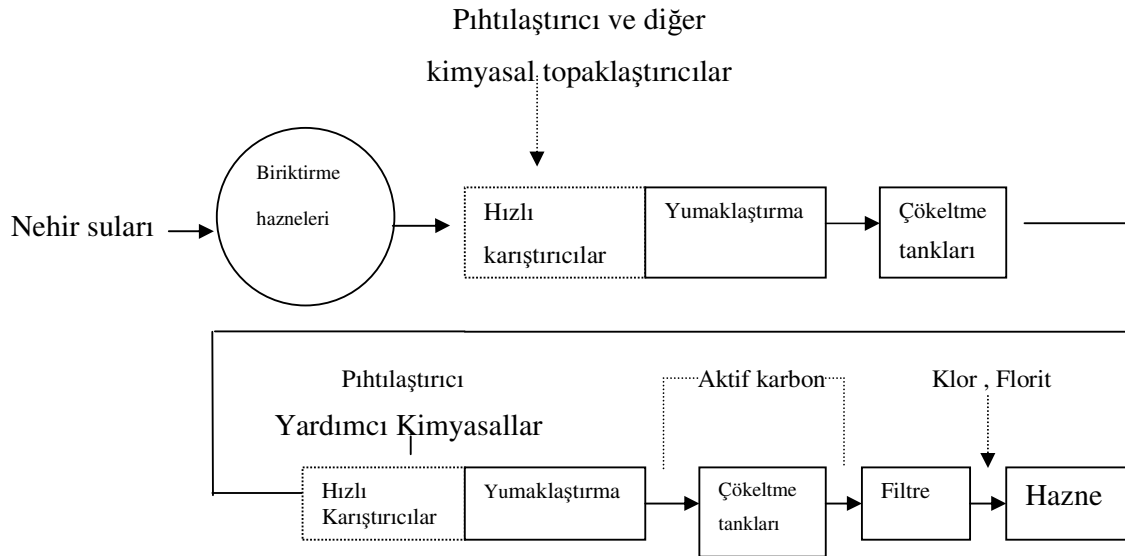 Pıhtılaştırıcı ve diğer
kimyasal topaklaştırıcılar
Nehir suları
Biriktirme
hazneleri
Hızlı
karıştırıcılar
Yumaklaştırma
Çökeltme
tankları
Pıhtılaştırıcı
Yardımcı Kimyasallar
Aktif karbon
Klor , Florit
Hızlı
Karıştırıcılar
Yumaklaştırma
Çökeltme
tankları
Filtre
Hazne